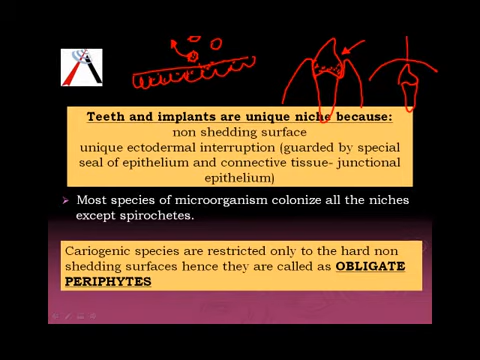 Teeth and implants are unique niche because:
non shedding surface
unique ectodermal interruption (guarded by special
seal of epithelium and connective tissue- junctional
epithelium)
Most species of microorganism colonize all the niches
except spirochetes.
Cariogenic species are restricted only to the hard non
shedding surfaces hence they are called as OBLIGATE
PERIPHYTES